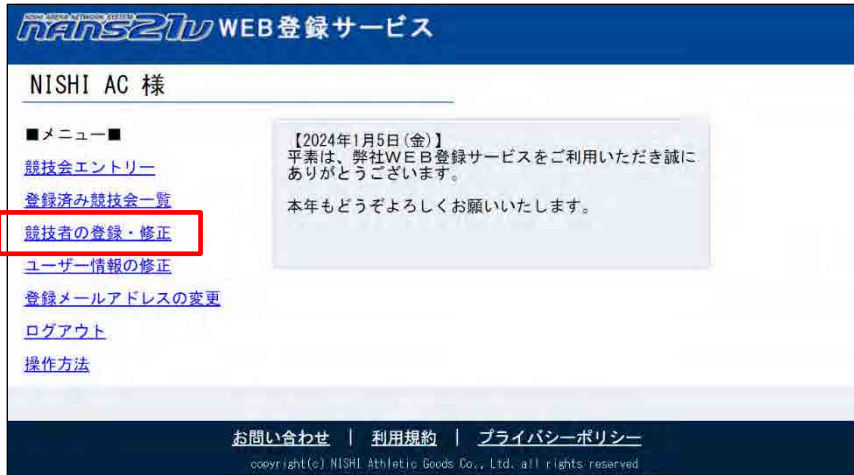 NISHI ARENA NETWORK SYSTEM
NANS21V WEB登録サービス
NISHI AC 様
■メニュー■
競技会エントリー
登録済み競技会一覧
競技者の登録・修正
ユーザー情報の修正
登録メールアドレスの変更
ログアウト
操作方法
【2024年1月5日(金)】
平素は、弊社WEB登録サービスをご利用いただき誠に
ありがとうございます。
本年もどうぞよろしくお願いいたします。
お問い合わせ | 利用規約 | プライバシーポリシー
copyright(c) NISHI Athletic Goods Co., Ltd. all rights reserved